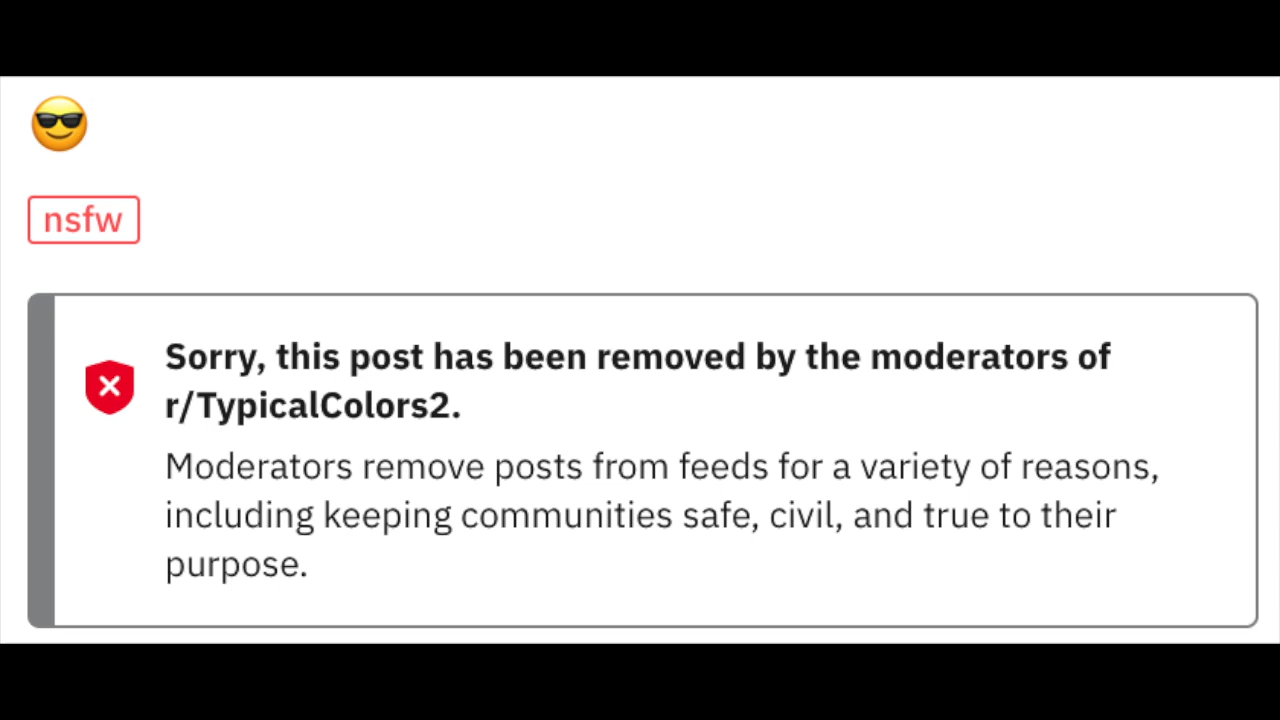 😎
nsfw
Sorry, this post has been removed by the moderators of
r/TypicalColors2.
Moderators remove posts from feeds for a variety of reasons,
including keeping communities safe, civil, and true to their
purpose.